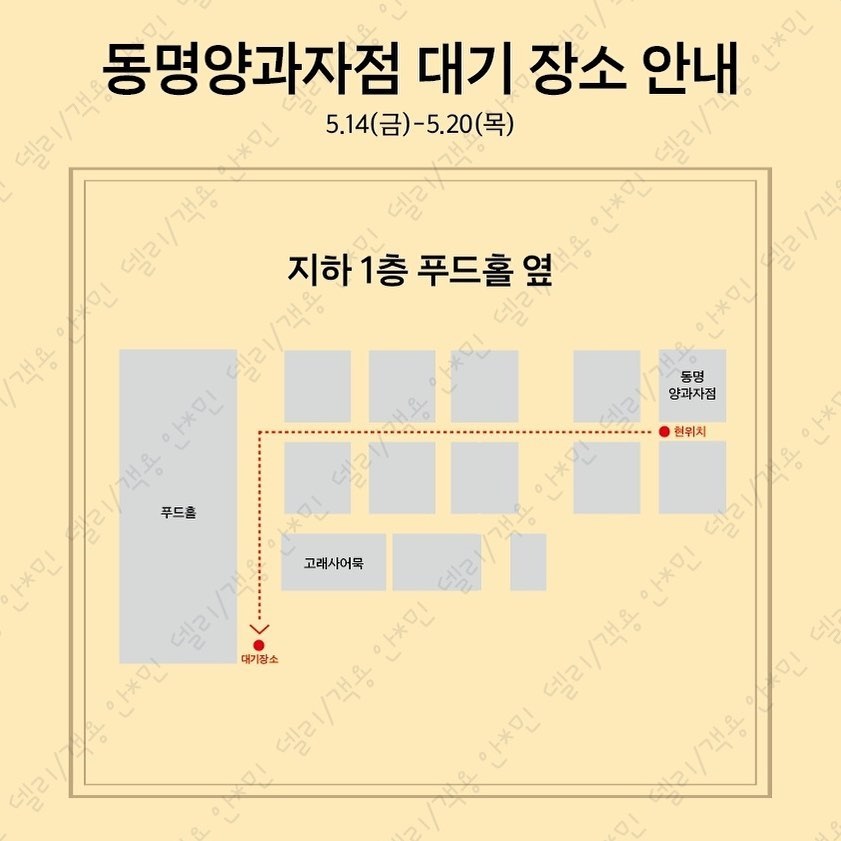 동명양과자점 대기 장소 안내
5.14(금)-5.20(목)
지하 1층 푸드홀 옆
동명
양과자점
현위치
푸드홀
고래사어묵
대기장소
델리/객용 안*민